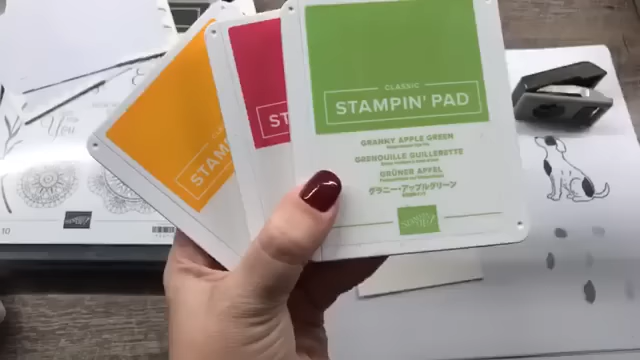 CLASSIC
STAMPIN' PAD
GRANNY APPLE GREEN
GRENOUILLE GUILLERETTE
GRÜNER APFEL
グラニー・アップルグリーン
ST
STAM
You
10